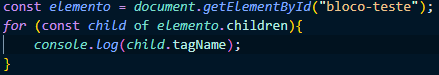 const elemento = document.getElementById("bloco-teste");
for (const child of elemento.children){
    console.log(child.tagName);
}